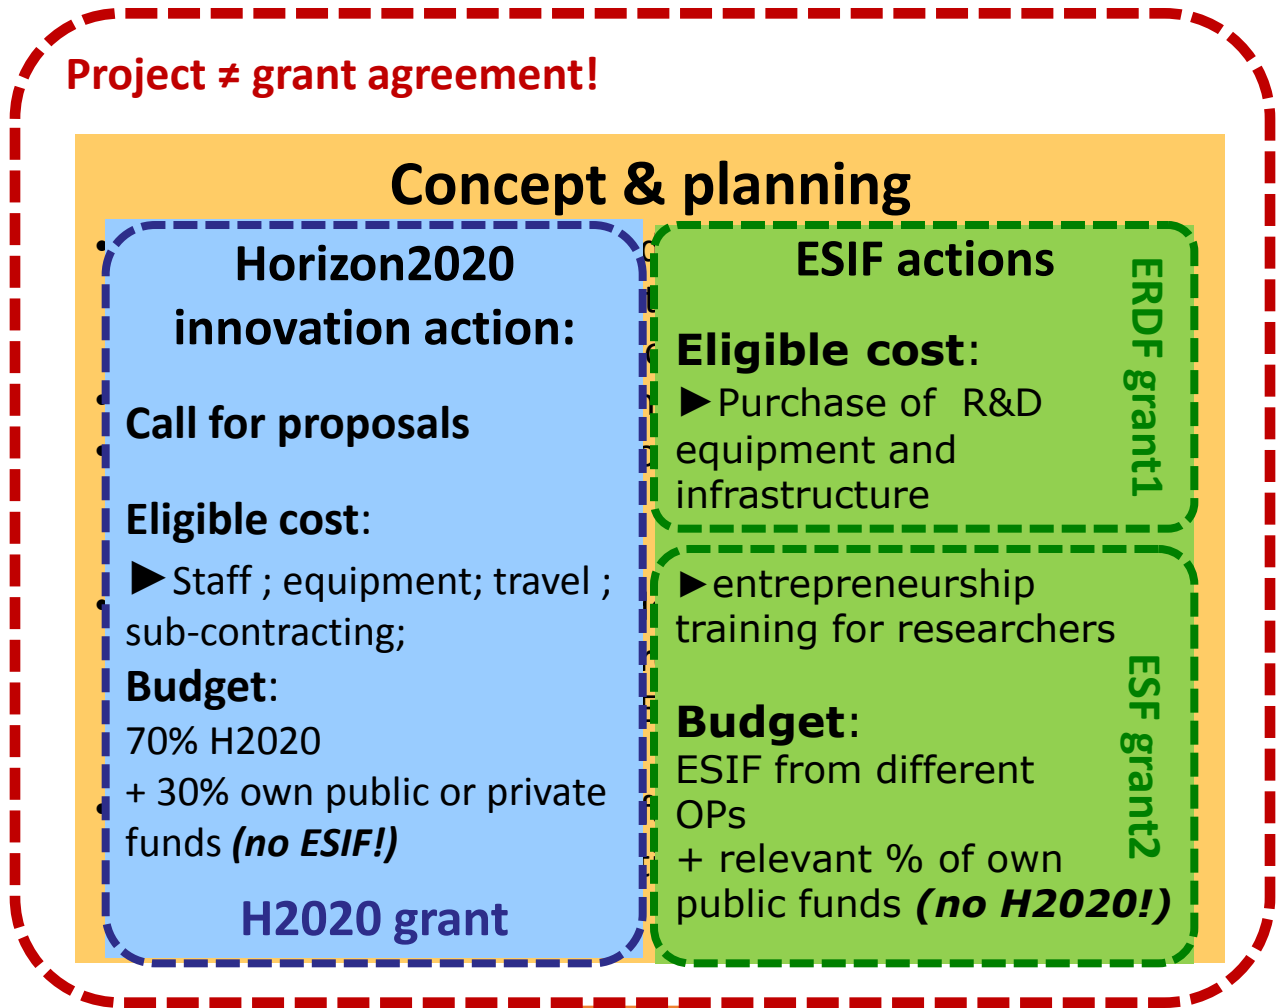 Project ≠ grant agreement!
Concept & planning
Horizon2020
innovation action:
Call for proposals
Eligible cost:
►Staff ; equipment; travel ;
sub-contracting;
Budget:
70% H2020
+ 30% own public or private
funds (no ESIF!)
H2020 grant
ESIF actions
Eligible cost:
►Purchase of R&D
equipment and
infrastructure
ERDF grant1
►entrepreneurship
training for researchers
Budget:
ESIF from different
OPs
+ relevant % of own
public funds (no H2020!)
ESF grant2